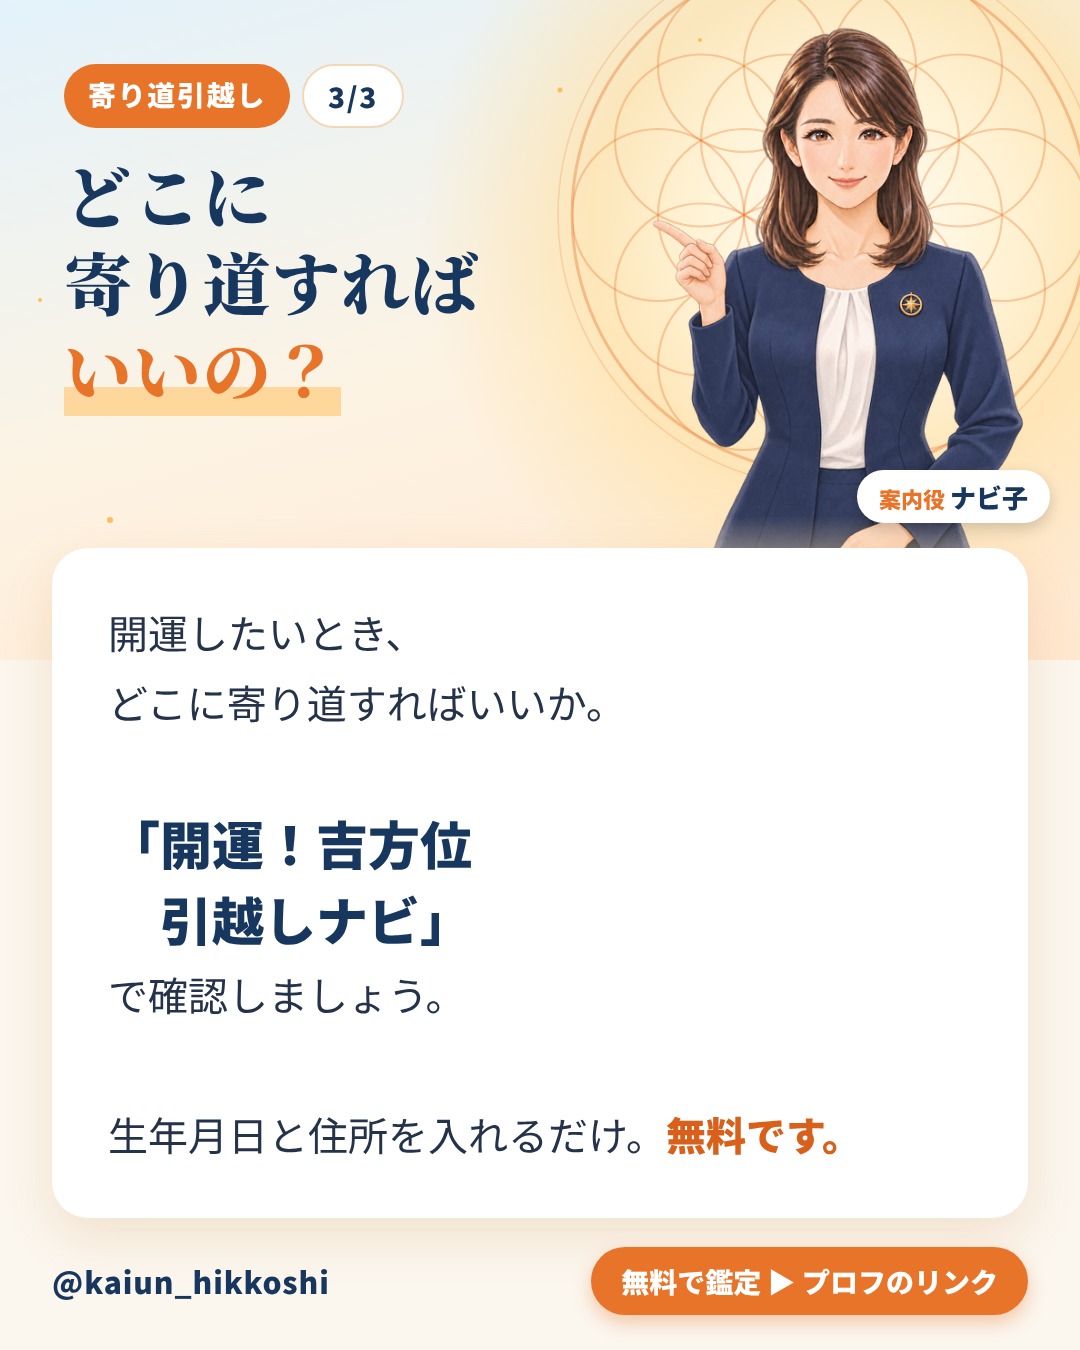 寄り道引越し
3/3
どこに
寄り道すれば
いいの？
案内役 ナビ子
開運したいとき、
どこに寄り道すればいいか。
「開運！吉方位
引越しナビ」
で確認しましょう。
生年月日と住所を入れるだけ。無料です。
@kaiun_hikkoshi
無料で鑑定 ▶ プロフのリンク